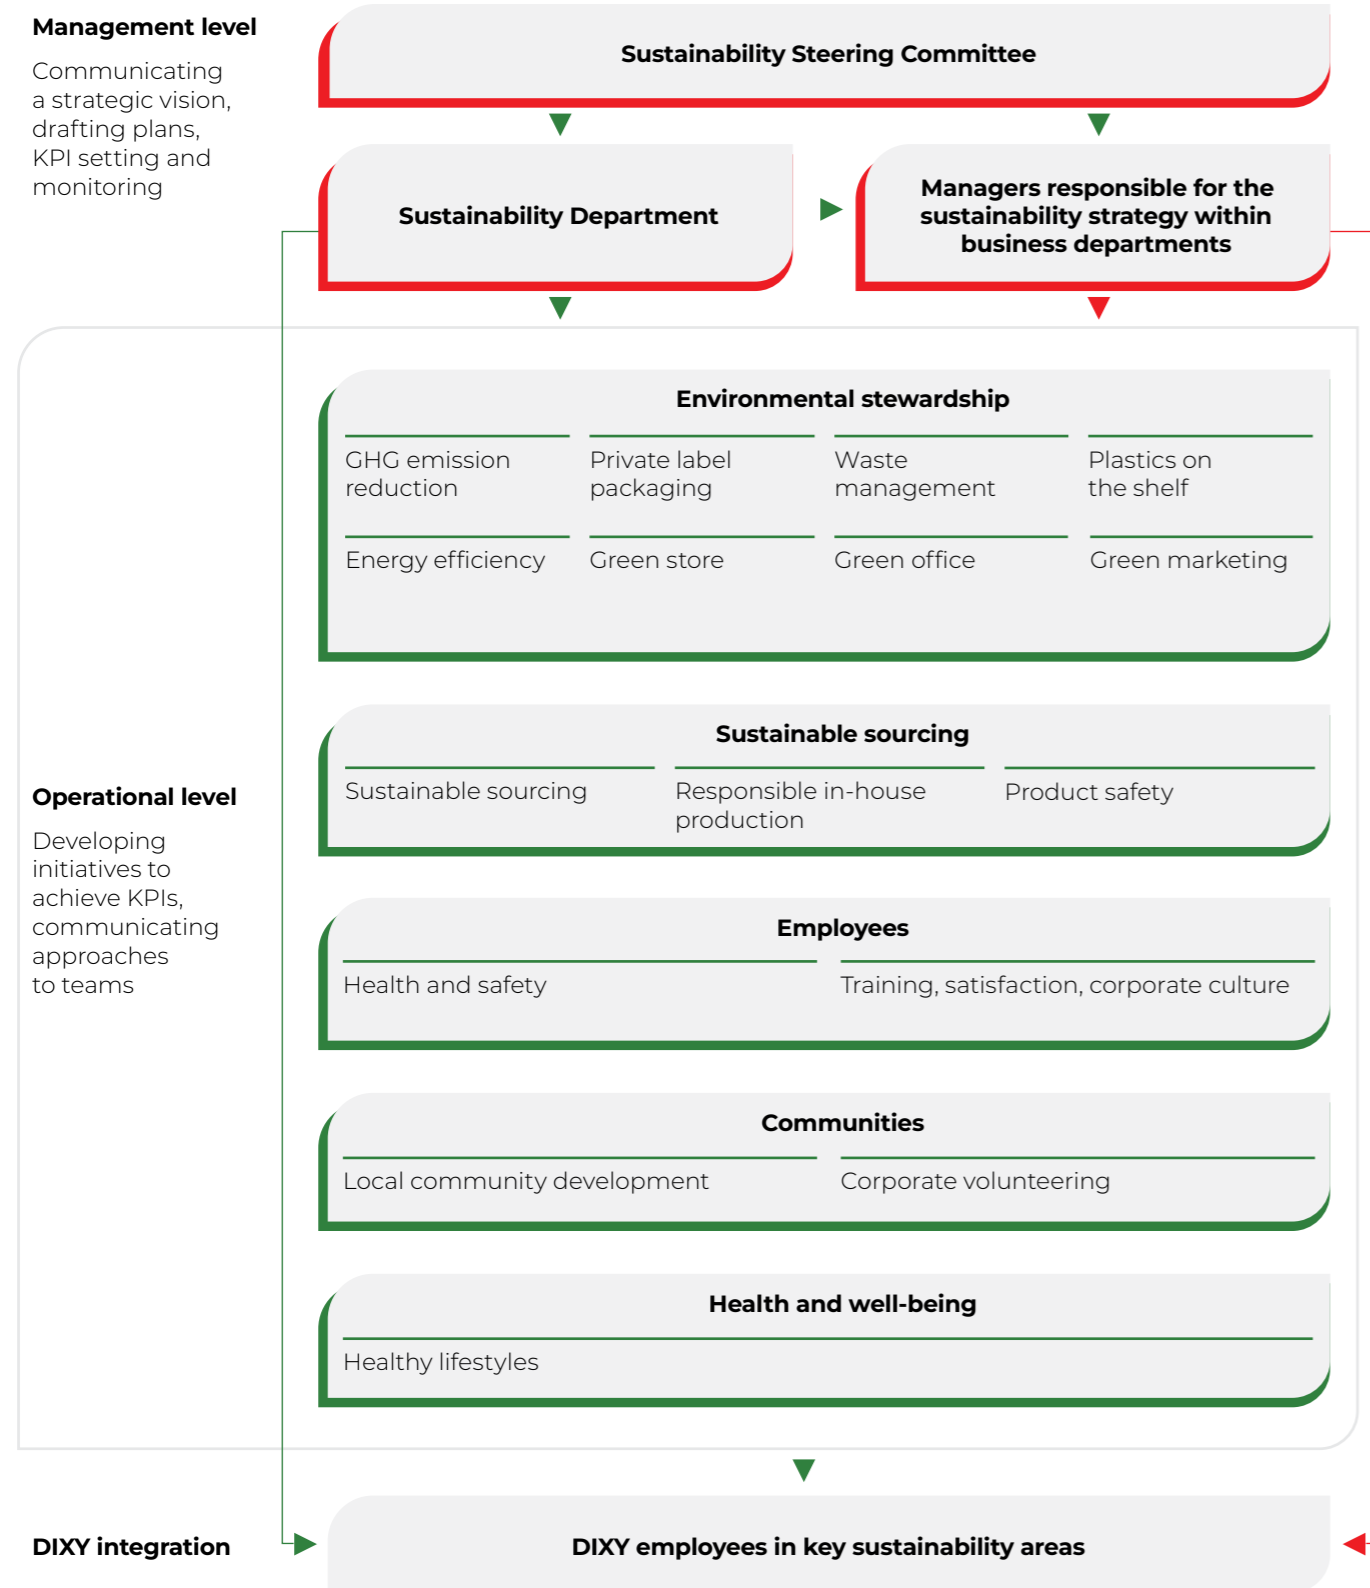 Management level
Communicating
a strategic vision,
drafting plans,
KPI setting and
monitoring
Sustainability Steering Committee
Sustainability Department
Managers responsible for the
sustainability strategy within
business departments
Operational level
Developing
initiatives to
achieve KPIs,
communicating
approaches
to teams
Environmental stewardship
GHG emission
reduction
Private label
packaging
Waste
management
Plastics on
the shelf
Energy efficiency
Green store
Green office
Green marketing
Sustainable sourcing
Sustainable sourcing
Responsible in-house
production
Product safety
Employees
Health and safety
Training, satisfaction, corporate culture
Communities
Local community development
Corporate volunteering
Health and well-being
Healthy lifestyles
DIXY integration
DIXY employees in key sustainability areas